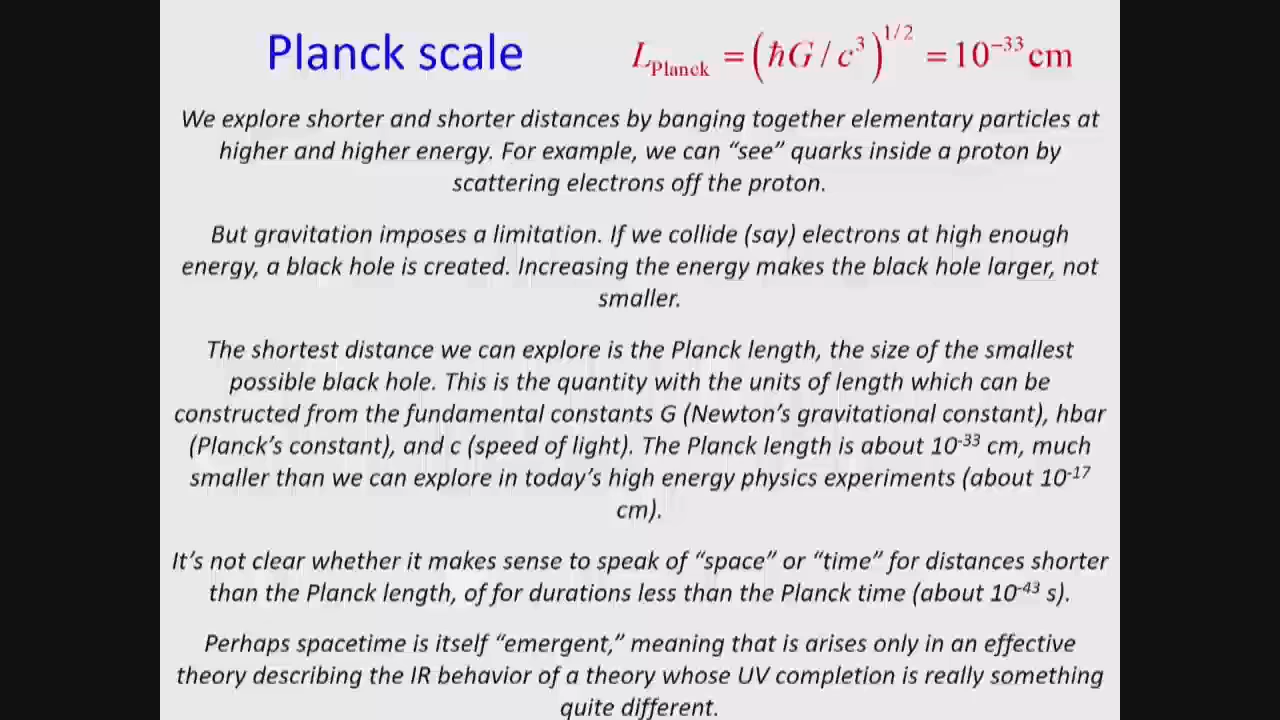 Planck scale
L_Planck = (ħG / c³)^{1/2} = 10⁻³³ cm
We explore shorter and shorter distances by banging together elementary particles at
higher and higher energy. For example, we can “see” quarks inside a proton by
scattering electrons off the proton.
But gravitation imposes a limitation. If we collide (say) electrons at high enough
energy, a black hole is created. Increasing the energy makes the black hole larger, not
smaller.
The shortest distance we can explore is the Planck length, the size of the smallest
possible black hole. This is the quantity with the units of length which can be
constructed from the fundamental constants G (Newton’s gravitational constant), hbar
(Planck’s constant), and c (speed of light). The Planck length is about 10⁻³³ cm, much
smaller than we can explore in today’s high energy physics experiments (about 10⁻¹⁷
cm).
It’s not clear whether it makes sense to speak of “space” or “time” for distances shorter
than the Planck length, of for durations less than the Planck time (about 10⁻⁴³ s).
Perhaps spacetime is itself “emergent,” meaning that is arises only in an effective
theory describing the IR behavior of a theory whose UV completion is really something
quite different.